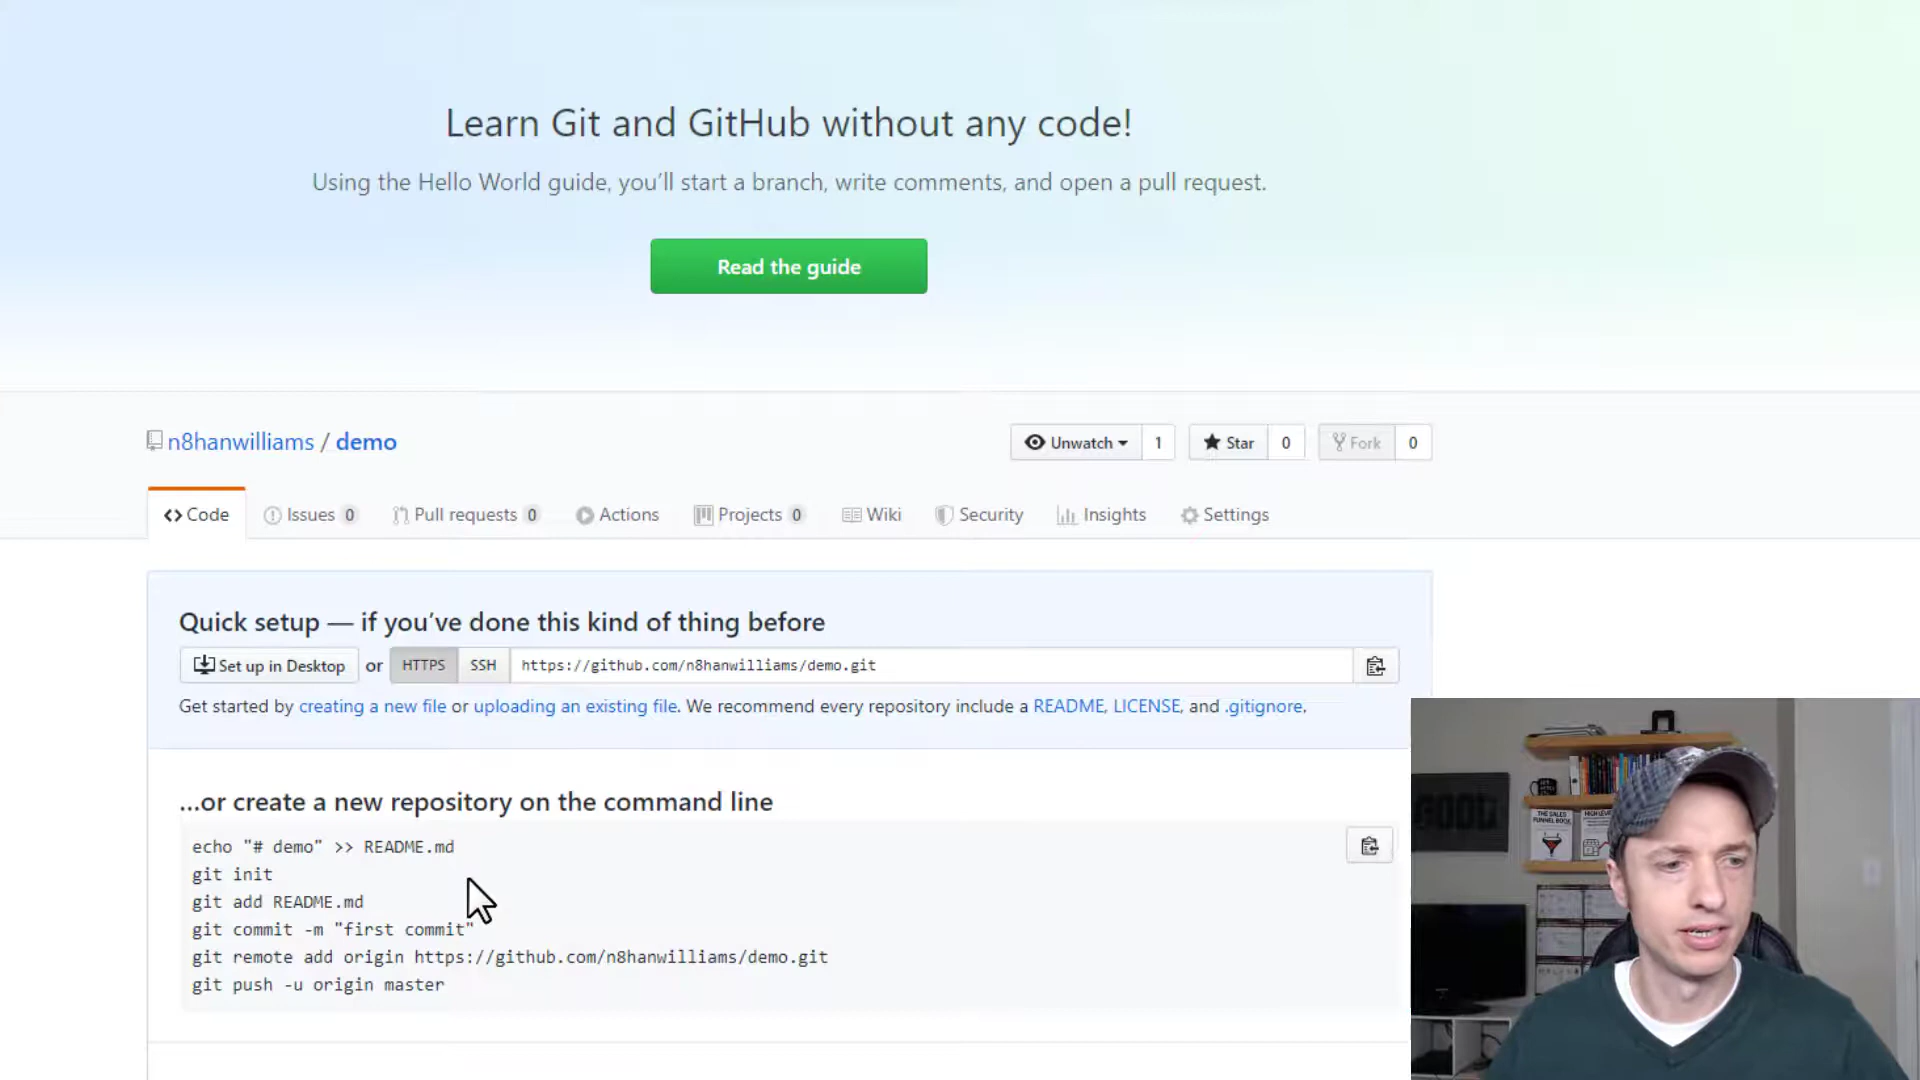 Learn Git and GitHub without any code!
Using the Hello World guide, you’ll start a branch, write comments, and open a pull request.
Read the guide
n8hanwilliams / demo
Unwatch 1 Star 0 Fork 0
Code Issues 0 Pull requests 0 Actions Projects 0 Wiki Security Insights Settings
Quick setup — if you’ve done this kind of thing before
Set up in Desktop or HTTPS SSH https://github.com/n8hanwilliams/demo.git
Get started by creating a new file or uploading an existing file. We recommend every repository include a README, LICENSE, and .gitignore.
…or create a new repository on the command line
echo "# demo" >> README.md
git init
git add README.md
git commit -m "first commit"
git remote add origin https://github.com/n8hanwilliams/demo.git
git push -u origin master
THE SALES
FUNNEL BOOK
GOOD